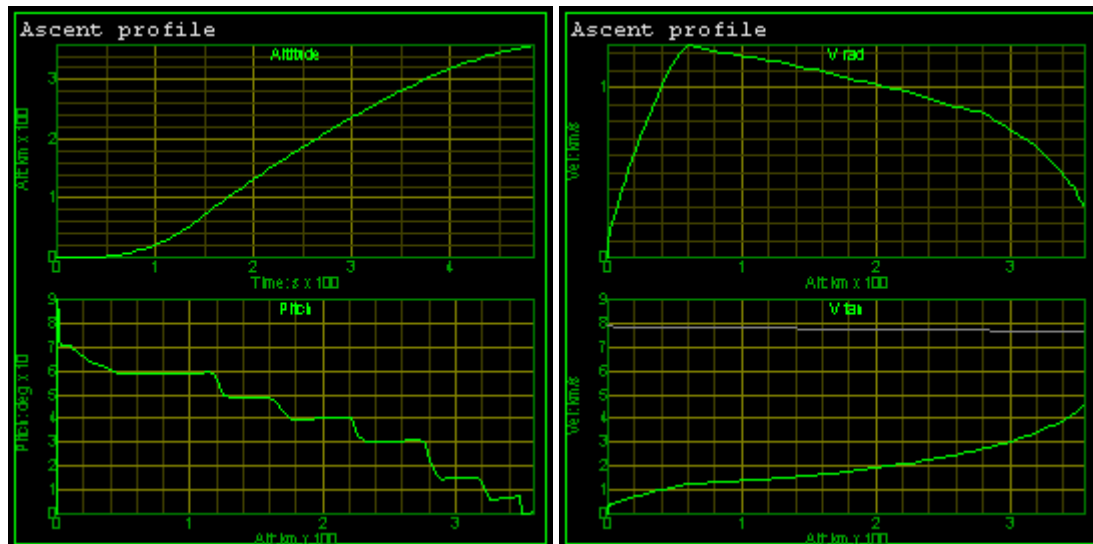 Ascent profile
Altitude
3
2
1
0
Alt: km x 100
0 1 2 3 4
Time: s x 100
Pitch
9
8
7
6
5
4
3
2
1
0
Pitch: deg x 10
0 1 2 3
Alt: km x 100
Ascent profile
V rad
1
0
Vel: km/s
0 1 2 3
Alt: km x 100
V tan
9
8
7
6
5
4
3
2
1
0
Vel: km/s
0 1 2 3
Alt: km x 100